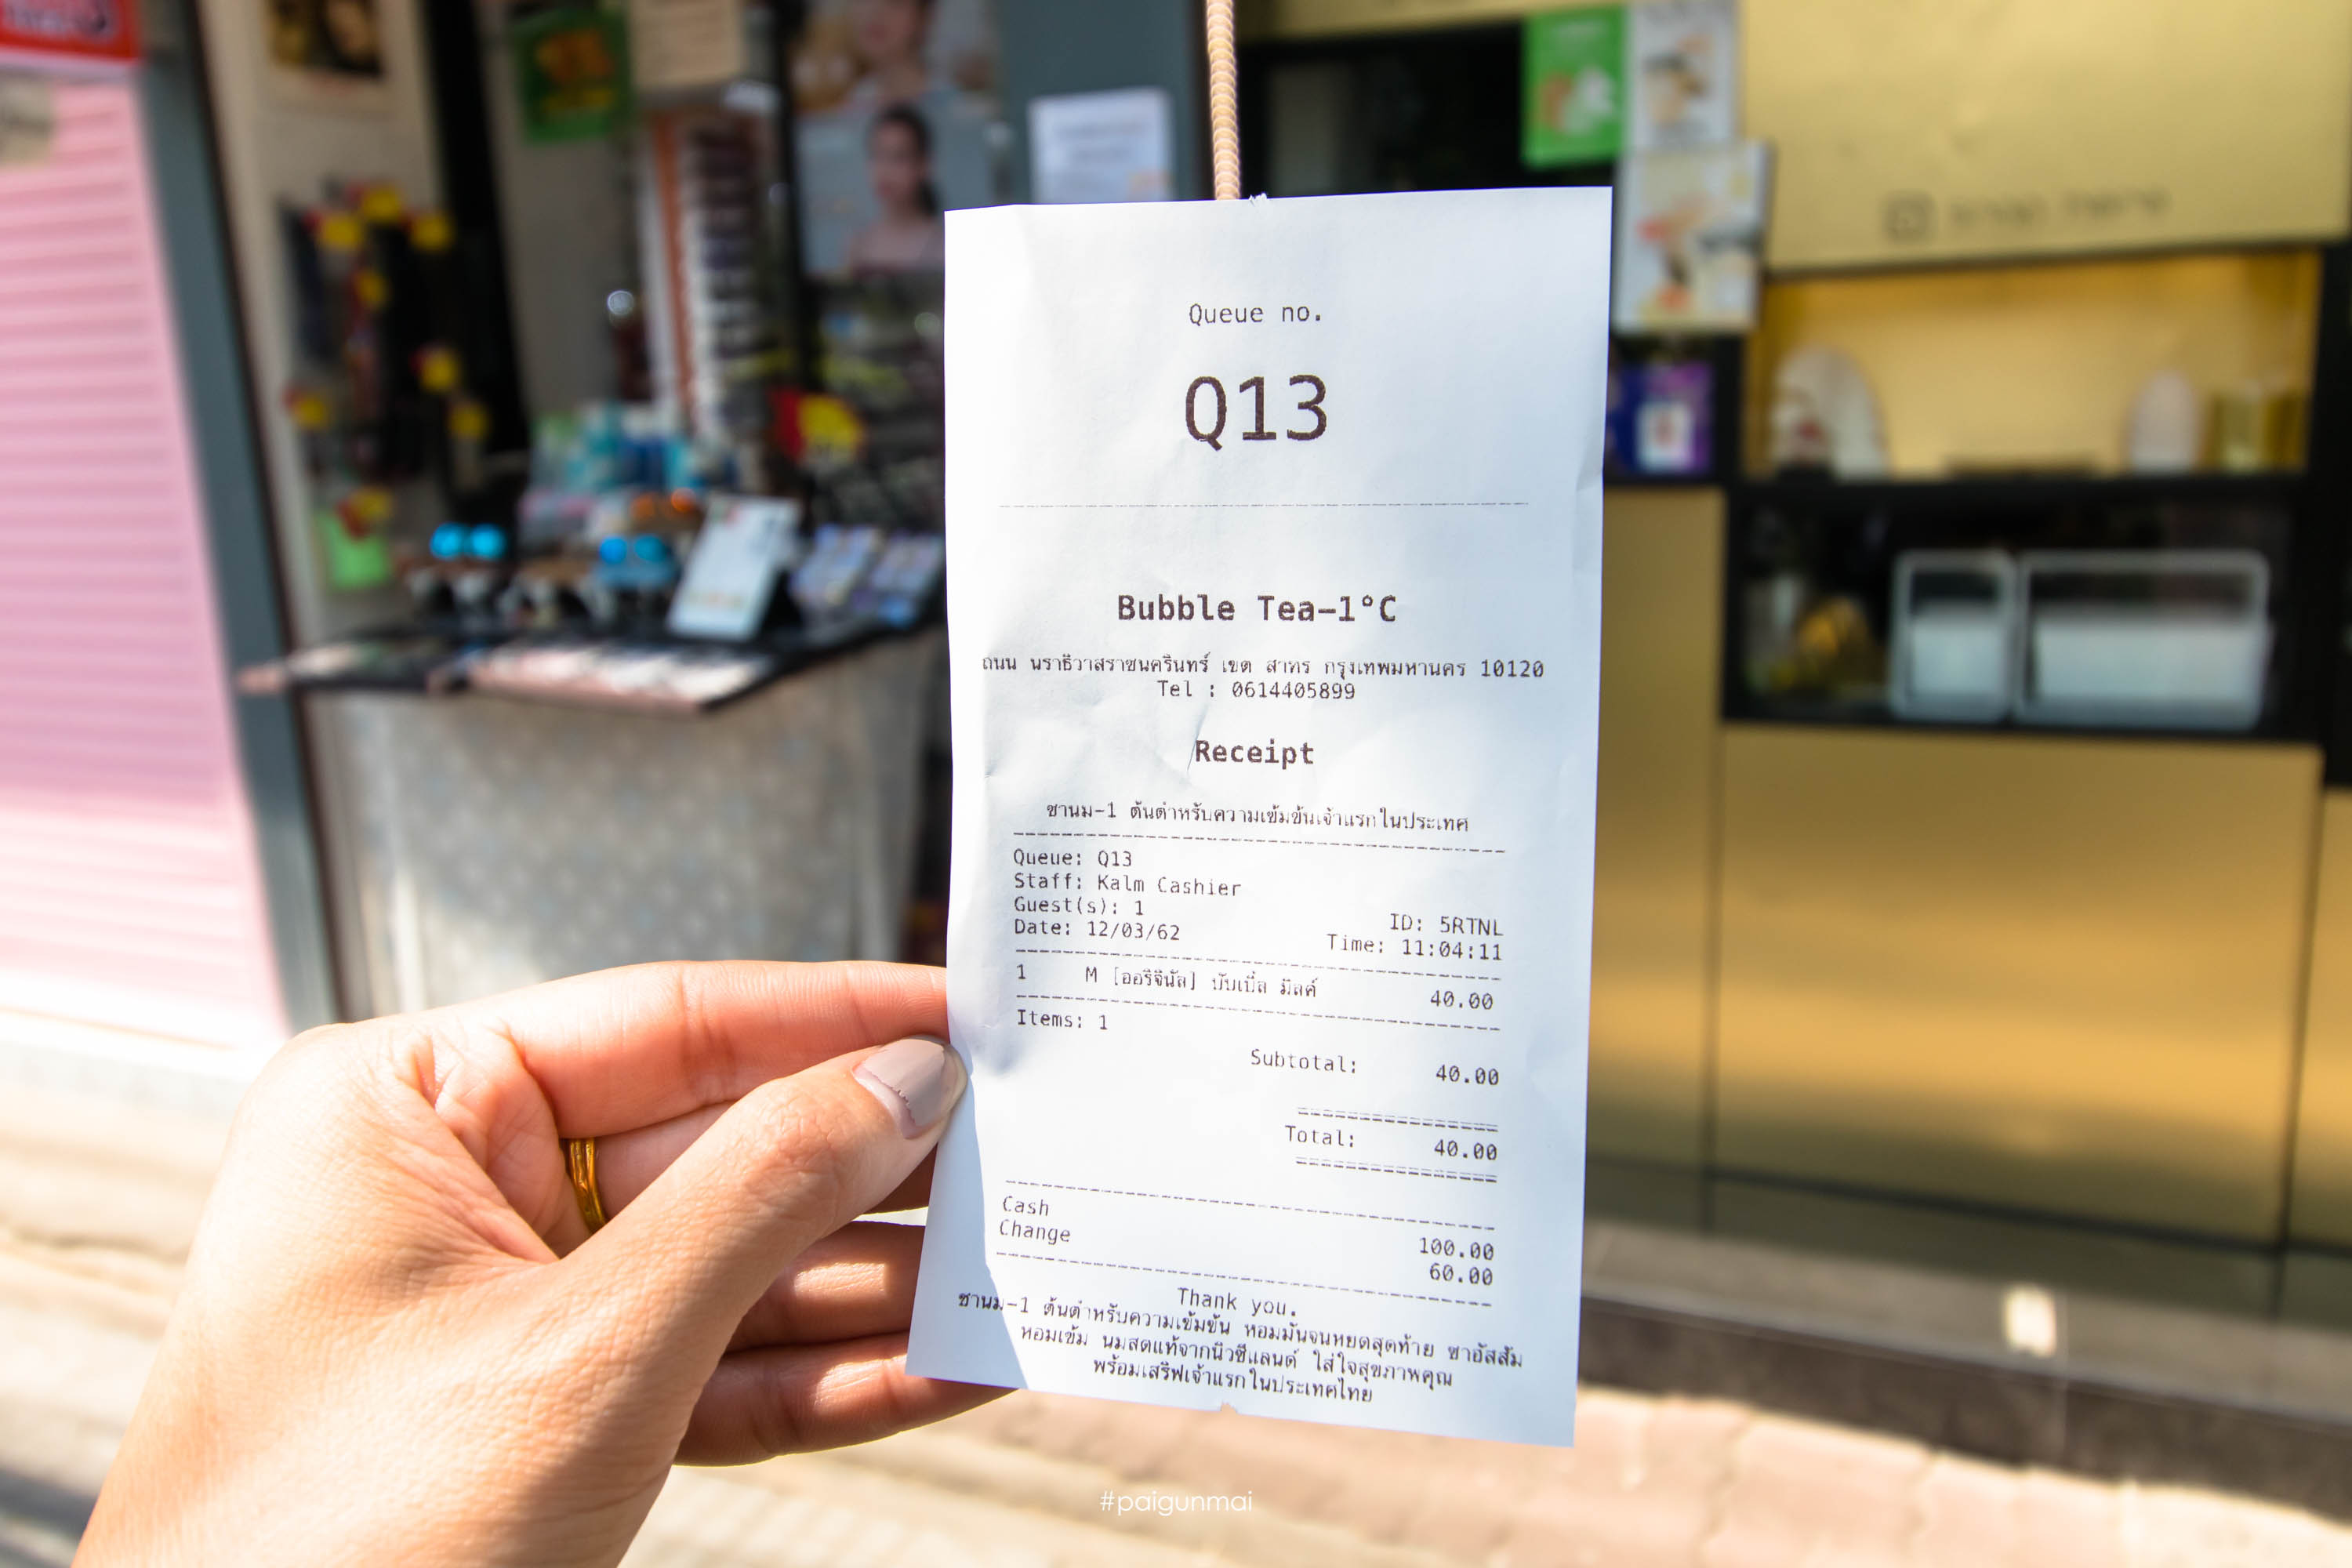 Queue no.
Q13
Bubble Tea-1°C
ถนน นราธิวาสราชนครินทร์ เขต สาทร กรุงเทพมหานคร 10120
Tel : 0614405899
Receipt
ชานม-1 ต้นตำหรับความเข้มข้นเจ้าแรกในประเทศ
Queue: Q13
Staff: Kalm Cashier
Guest(s): 1 ID: 5RTNL
Date: 12/03/62 Time: 11:04:11
1 M [ออริจินัล] บับเบิ้ล มิลค์ 40.00
Items: 1
Subtotal: 40.00
Total: 40.00
Cash 100.00
Change 60.00
Thank you.
ชานม-1 ต้นตำหรับความเข้มข้น หอมมันจนหยดสุดท้าย ชาอัสสัม
หอมเข้ม นมสดแท้จากนิวซีแลนด์ ใส่ใจสุขภาพคุณ
พร้อมเสริฟเจ้าแรกในประเทศไทย
#paigunmai